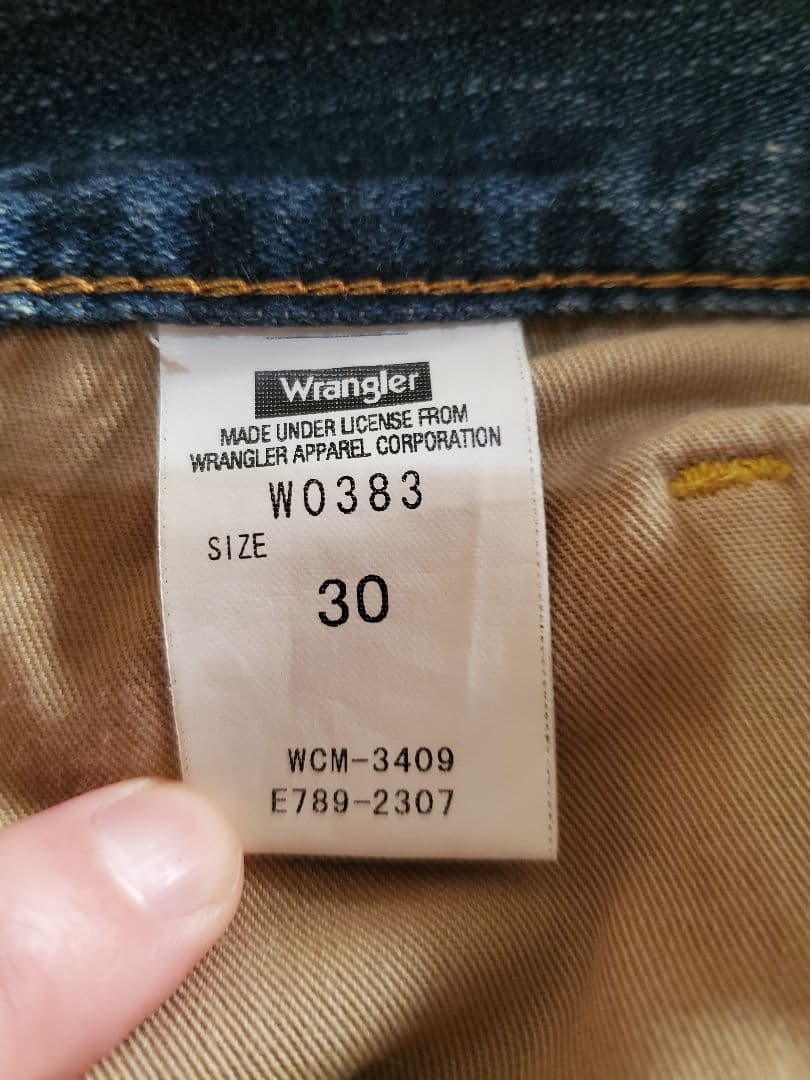 Wrangler
MADE UNDER LICENSE FROM
WRANGLER APPAREL CORPORATION
W0383
SIZE
30
WCM-3409
E789-2307